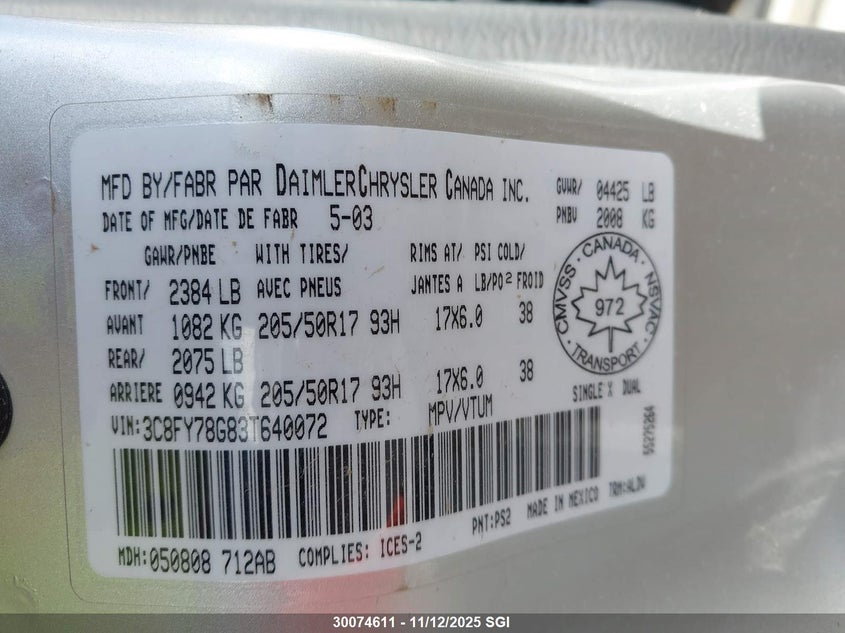 MFD BY/FABR PAR DAIMLERCHRYSLER CANADA INC.
GVWR/ 04425 LB
PNBV 2008 KG
DATE OF MFG/DATE DE FABR 5-03
GAWR/PNBE WITH TIRES/ RIMS AT/ PSI COLD/
FRONT/ 2384 LB AVEC PNEUS JANTES A LB/PO2 FROID
AVANT 1082 KG 205/50R17 93H 17X6.0 38
REAR/ 2075 LB
ARRIERE 0942 KG 205/50R17 93H 17X6.0 38
CMVSS · CANADA · NSVAC · TRANSPORT ·
972
SINGLE X DUAL
VIN:3C8FY78G83T640072 TYPE: MPV/VTUM
55275264
MDH:050808 712AB COMPLIES: ICES-2 PNT:PS2 MADE IN MEXICO TRM:ALDV
30074611 - 11/12/2025 SGI